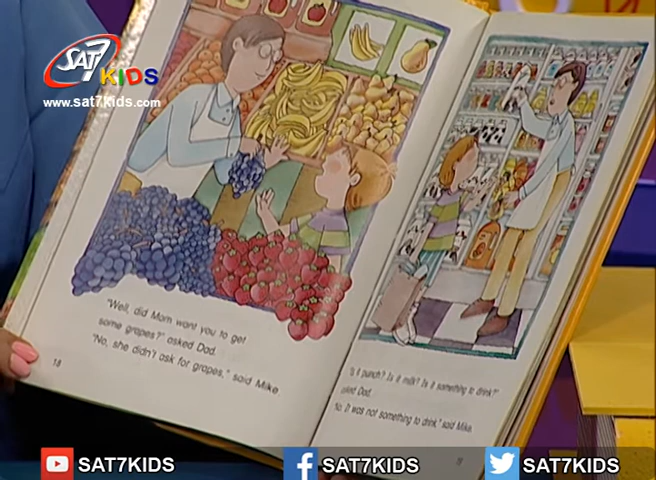 SAT7
KIDS
www.sat7kids.com
"Well, did Mom want you to get
some grapes?" asked Dad.
"No, she didn't ask for grapes," said Mike
18
"Is it punch? Is it milk? Is it something to drink?"
asked Dad.
"No. It was not something to drink," said Mike.
SAT7KIDS
SAT7KIDS
SAT7KIDS